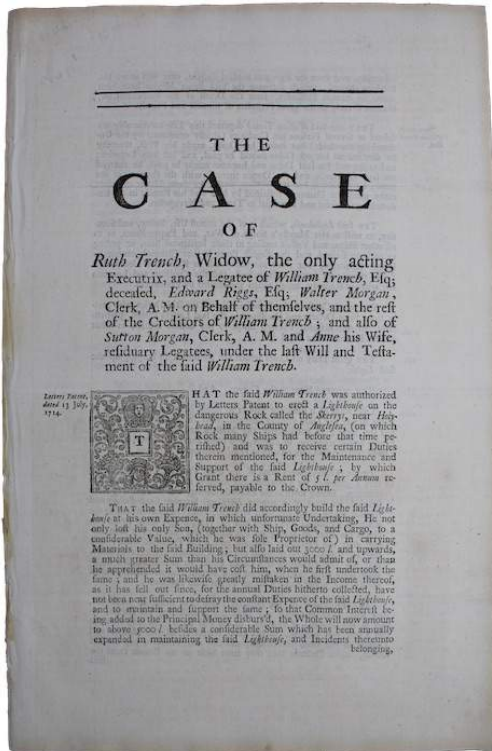 THE
CASE
OF
Ruth Trench, Widow, the only acting
Executrix, and a Legatee of William Trench, Esq;
deceased, Edward Riggs, Esq; Walter Morgan,
Clerk, A. M. on Behalf of themselves, and the rest
of the Creditors of William Trench; and also of
Sutton Morgan, Clerk, A. M. and Anne his Wife,
residuary Legatees, under the last Will and Testa-
ment of the said William Trench.
Letters Patent,
dated 13 July,
1714.
THAT the said William Trench was authorized
by Letters Patent to erect a Lighthouse on the
dangerous Rock called the Skerrys, near Holy-
head, in the County of Anglesea, (on which
Rock many Ships had before that time pe-
rished) and was to receive certain Duties
therein mentioned, for the Maintenance and
Support of the said Lighthouse; by which
Grant there is a Rent of 5 l. per Annum re-
served, payable to the Crown.
THAT the said William Trench did accordingly build the said Light-
house at his own Expence, in which unfortunate Undertaking, He not
only lost his only Son, (together with Ship, Goods, and Cargo, to a
considerable Value, which he was sole Proprietor of) in carrying
Materials to the said Building; but also laid out 3000 l. and upwards,
a much greater Sum than his Circumstances would admit of, or than
he apprehended it would have cost him, when he first undertook the
same; and he was likewise greatly mistaken in the Income thereof,
as it has fell out since, for the annual Duties hitherto collected, have
not been near sufficient to defray the constant Expence of the said Lighthouse,
and to maintain and support the same; so that Common Interest be-
ing added to the Principal Money disburs'd, the Whole will now amount
to above 5000 l. besides a considerable Sum which has been annually
expended in maintaining the said Lighthouse, and Incidents thereunto
belonging,